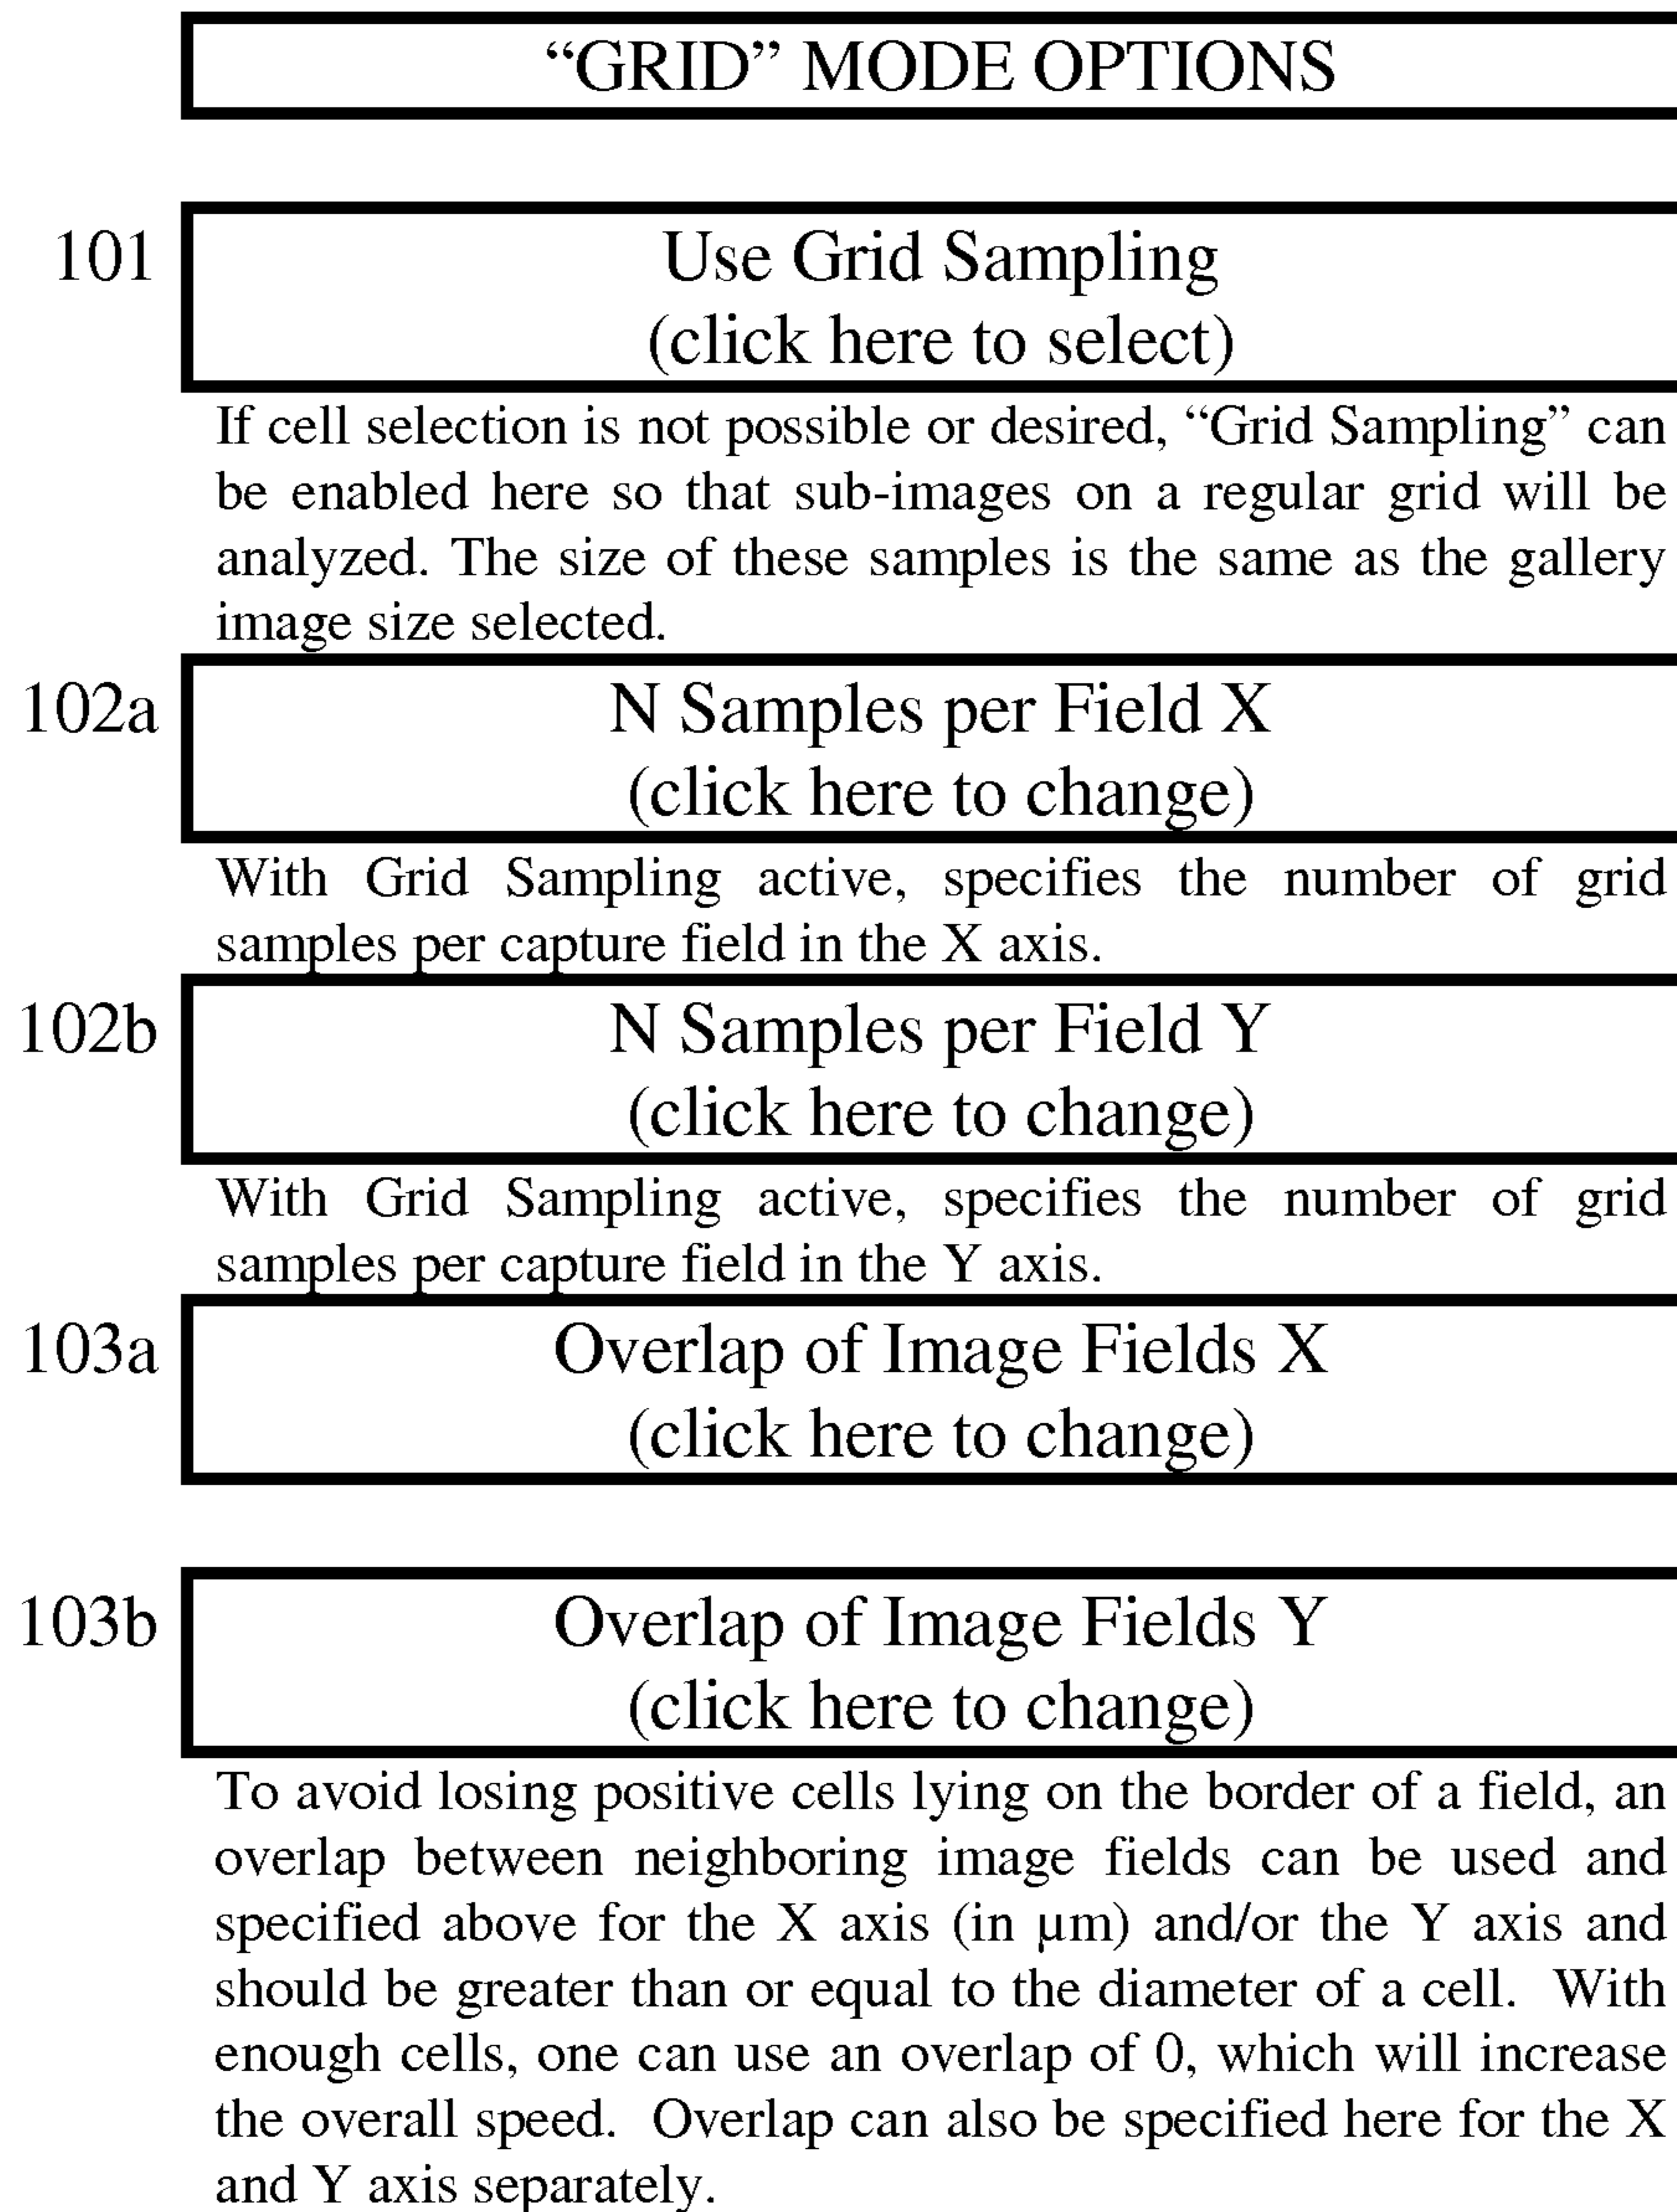 “GRID” MODE OPTIONS
101
Use Grid Sampling
(click here to select)
If cell selection is not possible or desired, “Grid Sampling” can
be enabled here so that sub-images on a regular grid will be
analyzed. The size of these samples is the same as the gallery
image size selected.
102a
N Samples per Field X
(click here to change)
With Grid Sampling active, specifies the number of grid
samples per capture field in the X axis.
102b
N Samples per Field Y
(click here to change)
With Grid Sampling active, specifies the number of grid
samples per capture field in the Y axis.
103a
Overlap of Image Fields X
(click here to change)
103b
Overlap of Image Fields Y
(click here to change)
To avoid losing positive cells lying on the border of a field, an
overlap between neighboring image fields can be used and
specified above for the X axis (in µm) and/or the Y axis and
should be greater than or equal to the diameter of a cell. With
enough cells, one can use an overlap of 0, which will increase
the overall speed. Overlap can also be specified here for the X
and Y axis separately.